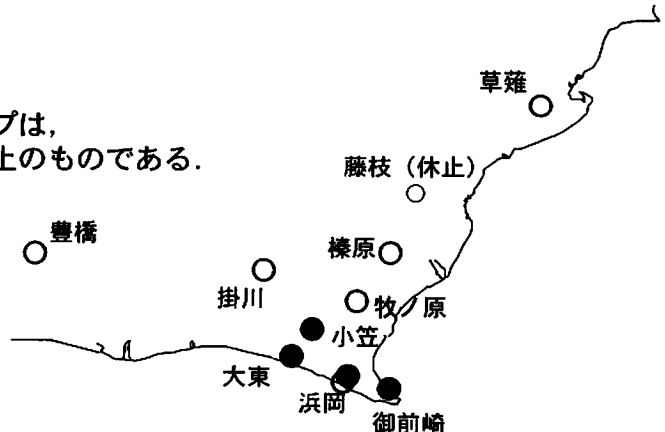 草薙
プは,
上のものである.
藤枝（休止）
豊橋
榛原
掛川
牧ノ原
小笠
大東
浜岡
御前崎